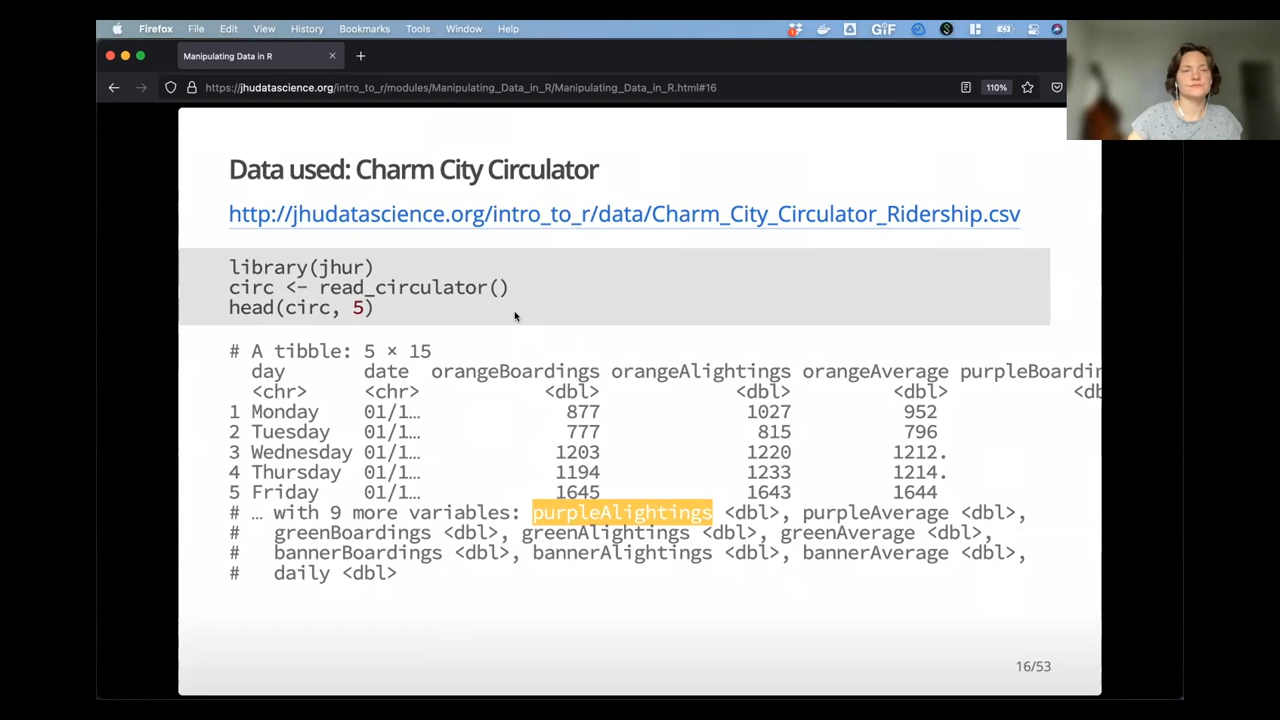 Firefox File Edit View History Bookmarks Tools Window Help GIF
Manipulating Data in R
https://jhudatascience.org/intro_to_r/modules/Manipulating_Data_in_R/Manipulating_Data_in_R.html#16 110%
Data used: Charm City Circulator
http://jhudatascience.org/intro_to_r/data/Charm_City_Circulator_Ridership.csv
library(jhur)
circ <- read_circulator()
head(circ, 5)
# A tibble: 5 × 15
day date orangeBoardings orangeAlightings orangeAverage purpleBoardin
<chr> <chr> <dbl> <dbl> <dbl> <db
1 Monday 01/1… 877 1027 952
2 Tuesday 01/1… 777 815 796
3 Wednesday 01/1… 1203 1220 1212.
4 Thursday 01/1… 1194 1233 1214.
5 Friday 01/1… 1645 1643 1644
# … with 9 more variables: purpleAlightings <dbl>, purpleAverage <dbl>,
# greenBoardings <dbl>, greenAlightings <dbl>, greenAverage <dbl>,
# bannerBoardings <dbl>, bannerAlightings <dbl>, bannerAverage <dbl>,
# daily <dbl>
16/53